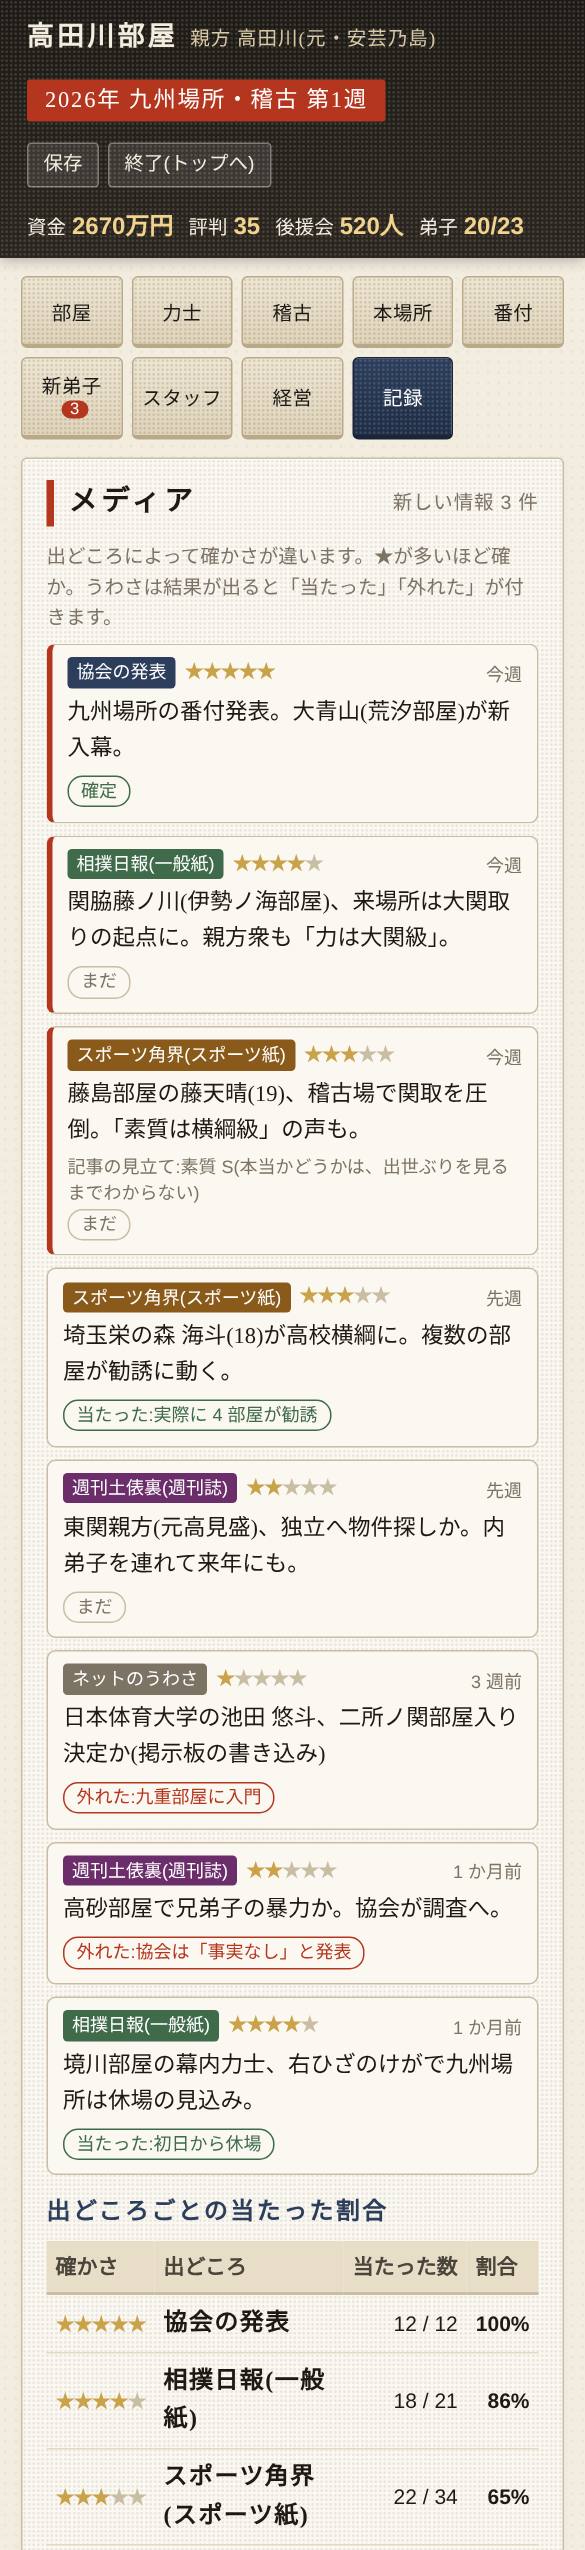 高田川部屋 親方 高田川(元・安芸乃島)
2026年 九州場所・稽古 第1週
保存 終了(トップへ)
資金 2670万円 評判 35 後援会 520人 弟子 20/23
部屋 力士 稽古 本場所 番付
新弟子 スタッフ 経営 記録
3
メディア 新しい情報 3 件
出どころによって確かさが違います。★が多いほど確
か。うわさは結果が出ると「当たった」「外れた」が付
きます。
協会の発表 ★★★★★ 今週
九州場所の番付発表。大青山(荒汐部屋)が新
入幕。
確定
相撲日報(一般紙) ★★★★★ 今週
関脇藤ノ川(伊勢ノ海部屋)、来場所は大関取
りの起点に。親方衆も「力は大関級」。
まだ
スポーツ角界(スポーツ紙) ★★★★★ 今週
藤島部屋の藤天晴(19)、稽古場で関取を圧
倒。「素質は横綱級」の声も。
記事の見立て:素質 S(本当かどうかは、出世ぶりを見る
までわからない)
まだ
スポーツ角界(スポーツ紙) ★★★★★ 先週
埼玉栄の森 海斗(18)が高校横綱に。複数の部
屋が勧誘に動く。
当たった:実際に 4 部屋が勧誘
週刊土俵裏(週刊誌) ★★★★★ 先週
東関親方(元高見盛)、独立へ物件探しか。内
弟子を連れて来年にも。
まだ
ネットのうわさ ★★★★★ 3 週前
日本体育大学の池田 悠斗、二所ノ関部屋入り
決定か(掲示板の書き込み)
外れた:九重部屋に入門
週刊土俵裏(週刊誌) ★★★★★ 1 か月前
高砂部屋で兄弟子の暴力か。協会が調査へ。
外れた:協会は「事実なし」と発表
相撲日報(一般紙) ★★★★★ 1 か月前
境川部屋の幕内力士、右ひざのけがで九州場
所は休場の見込み。
当たった:初日から休場
出どころごとの当たった割合
確かさ 出どころ 当たった数 割合
★★★★★ 協会の発表 12 / 12 100%
★★★★★ 相撲日報(一般
紙) 18 / 21 86%
★★★★★ スポーツ角界
(スポーツ紙) 22 / 34 65%